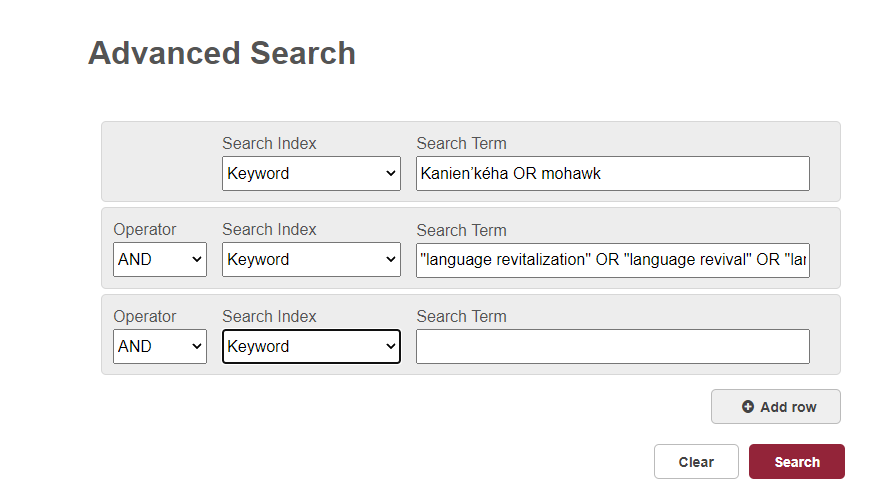 Advanced Search
Search Index Search Term
Keyword Kanien’kéha OR mohawk
Operator Search Index Search Term
AND Keyword "language revitalization" OR "language revival" OR "lan
Operator Search Index Search Term
AND Keyword
Add row
Clear Search